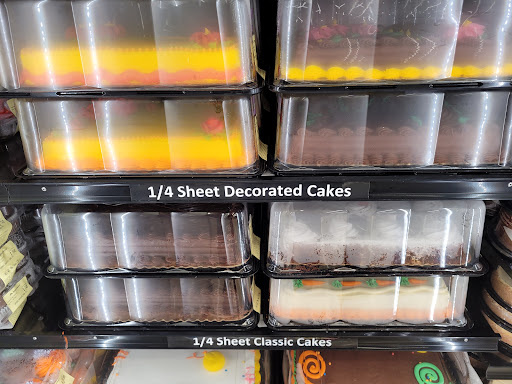 1/4 Sheet Decorated Cakes
1/4 Sheet Classic Cakes